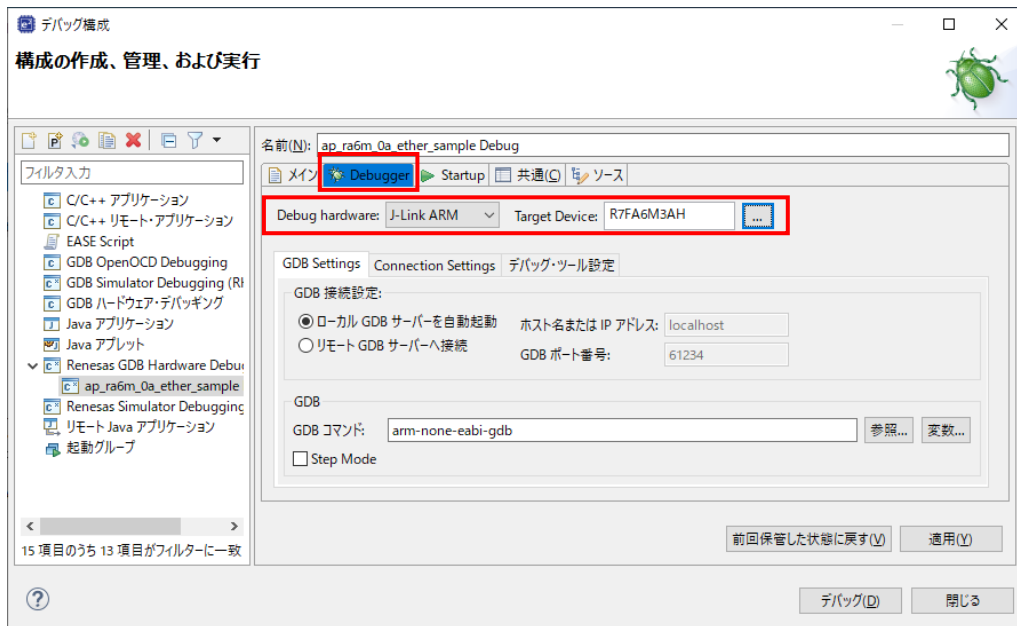 デバッグ構成
構成の作成、管理、および実行
フィルタ入力
C/C++ アプリケーション
C/C++ リモート・アプリケーション
EASE Script
GDB OpenOCD Debugging
GDB Simulator Debugging (RH
GDB ハードウェア・デバッギング
Java アプリケーション
Java アプレット
Renesas GDB Hardware Debu
ap_ra6m_0a_ether_sample
Renesas Simulator Debugging
リモート Java アプリケーション
起動グループ
15 項目のうち 13 項目がフィルターに一致
名前(N): ap_ra6m_0a_ether_sample Debug
メイン Debugger Startup 共通(C) ソース
Debug hardware: J-Link ARM Target Device: R7FA6M3AH ...
GDB Settings Connection Settings デバッグ・ツール設定
GDB 接続設定:
ローカル GDB サーバーを自動起動 ホスト名または IP アドレス: localhost
リモート GDB サーバーへ接続 GDB ポート番号: 61234
GDB
GDB コマンド: arm-none-eabi-gdb 参照... 変数...
Step Mode
前回保管した状態に戻す(V) 適用(Y)
デバッグ(D) 閉じる